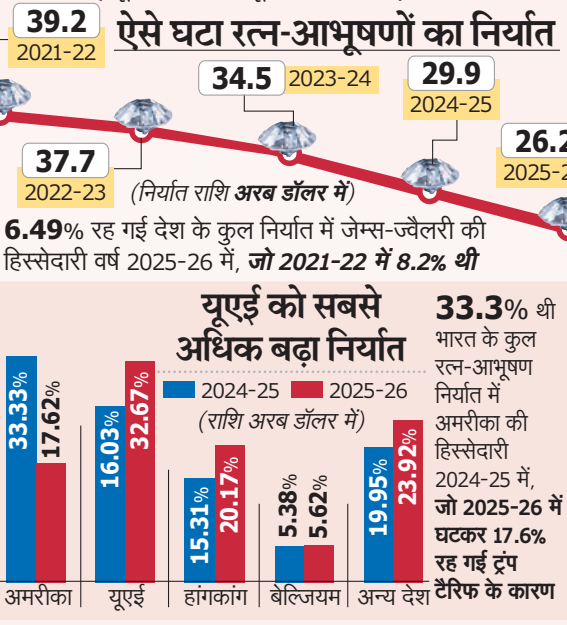 39.2
2021-22
ऐसे घटा रत्न-आभूषणों का निर्यात
34.5 2023-24
29.9
2024-25
26.2
37.7
2022-23
(निर्यात राशि अरब डॉलर में)
6.49% रह गई देश के कुल निर्यात में जेम्स-ज्वैलरी की
हिस्सेदारी वर्ष 2025-26 में, जो 2021-22 में 8.2% थी
यूएई को सबसे
अधिक बढ़ा निर्यात
2024-25 2025-26
(राशि अरब डॉलर में)
33.33% 17.62%
16.03% 32.67%
15.31% 20.17%
5.38% 5.62%
19.95% 23.92%
अमरीका यूएई हांगकांग बेल्जियम अन्य देश
33.3% थी
भारत के कुल
रत्न-आभूषण
निर्यात में
अमरीका की
हिस्सेदारी
2024-25 में,
जो 2025-26 में
घटकर 17.6%
रह गई ट्रंप
टैरिफ के कारण